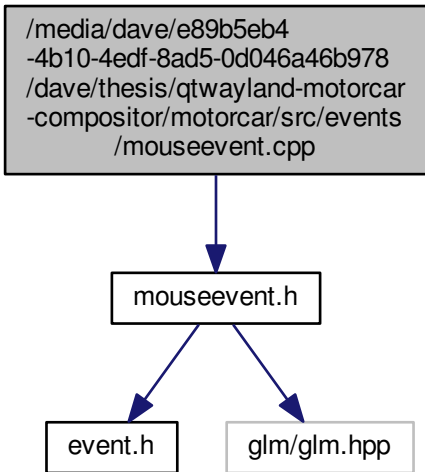 /media/dave/e89b5eb4
-4b10-4edf-8ad5-0d046a46b978
/dave/thesis/qtwayland-motorcar
-compositor/motorcar/src/events
/mouseevent.cpp
mouseevent.h
event.h
glm/glm.hpp